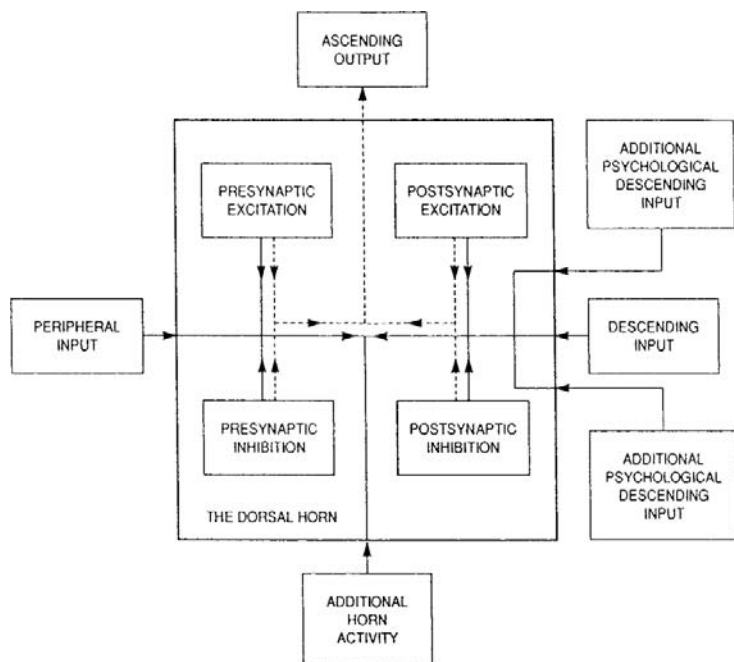 ASCENDING
OUTPUT
PRESYNAPTIC
EXCITATION
POSTSYNAPTIC
EXCITATION
ADDITIONAL
PSYCHOLOGICAL
DESCENDING
INPUT
PERIPHERAL
INPUT
DESCENDING
INPUT
PRESYNAPTIC
INHIBITION
POSTSYNAPTIC
INHIBITION
ADDITIONAL
PSYCHOLOGICAL
DESCENDING
INPUT
THE DORSAL HORN
ADDITIONAL
HORN
ACTIVITY